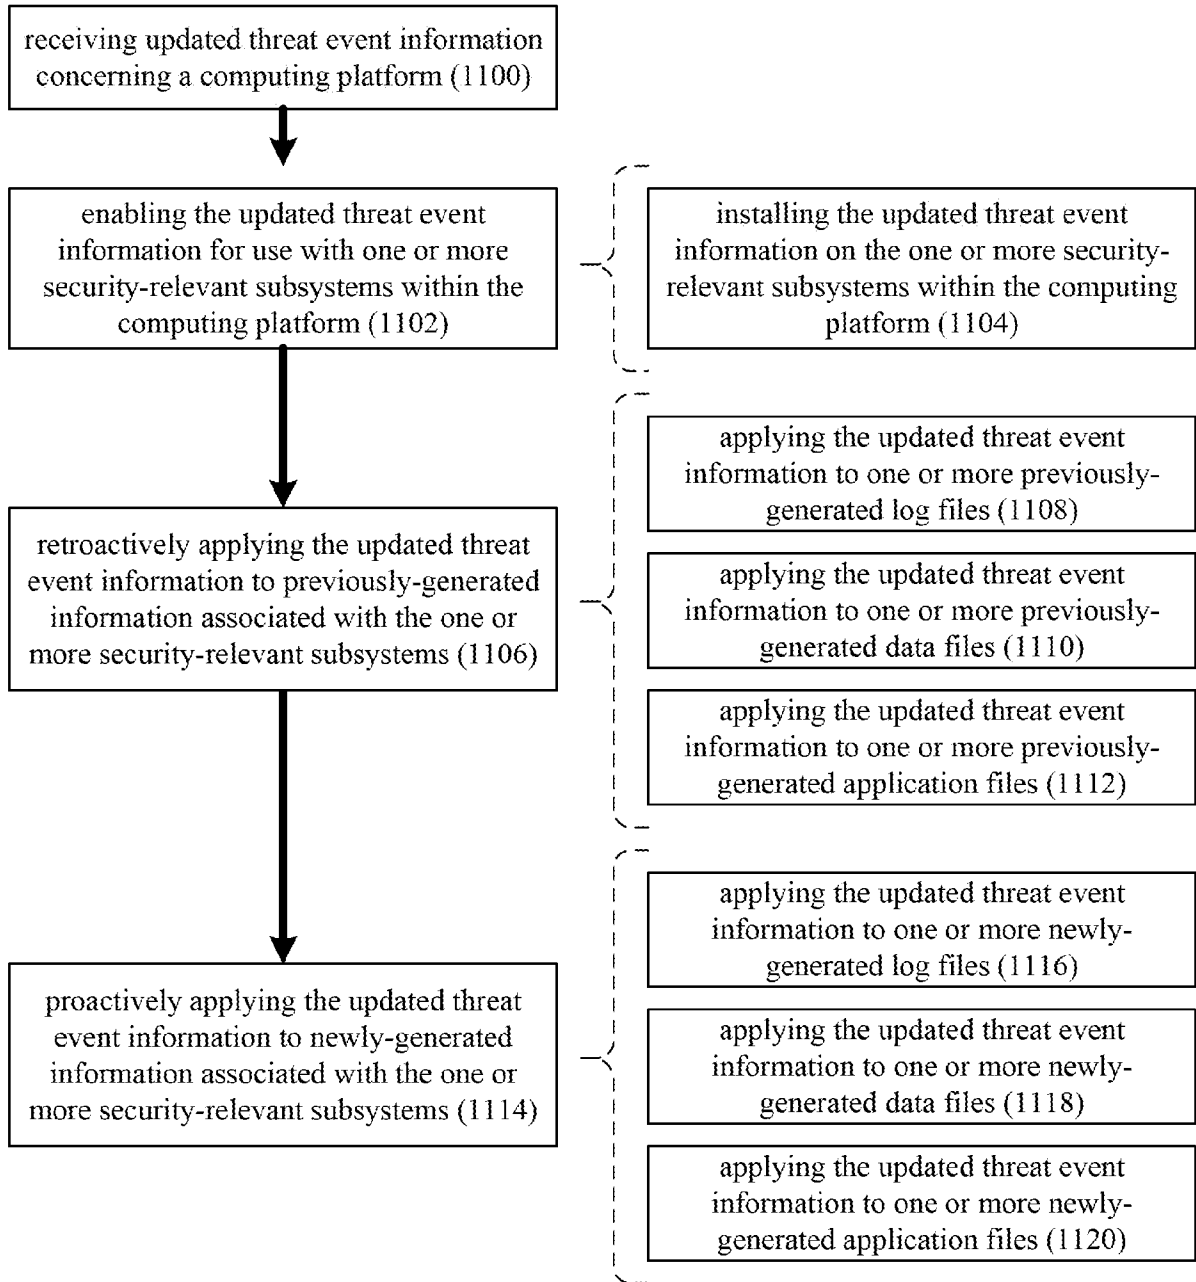 receiving updated threat event information
concerning a computing platform (1100)
enabling the updated threat event
information for use with one or more
security-relevant subsystems within the
computing platform (1102)
installing the updated threat event
information on the one or more security-
relevant subsystems within the computing
platform (1104)
retroactively applying the updated threat
event information to previously-generated
information associated with the one or
more security-relevant subsystems (1106)
applying the updated threat event
information to one or more previously-
generated log files (1108)
applying the updated threat event
information to one or more previously-
generated data files (1110)
applying the updated threat event
information to one or more previously-
generated application files (1112)
proactively applying the updated threat
event information to newly-generated
information associated with the one or
more security-relevant subsystems (1114)
applying the updated threat event
information to one or more newly-
generated log files (1116)
applying the updated threat event
information to one or more newly-
generated data files (1118)
applying the updated threat event
information to one or more newly-
generated application files (1120)